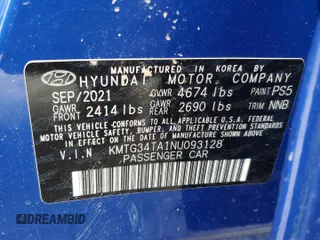 MANUFACTURED IN KOREA BY
HYUNDAI MOTOR COMPANY
SEP/2021 GVWR 4674 lbs PAINT PS5
GAWR FRONT 2414 lbs GAWR REAR 2690 lbs TRIM NNB
THIS VEHICLE CONFORMS TO ALL APPLICABLE U.S.A. FEDERAL
MOTOR VEHICLE SAFETY, BUMPER, AND THEFT PREVENTION
STANDARDS IN EFFECT ON THE DATE OF MANUFACTURE SHOWN ABOVE.
V.I.N KMTG34TA1NU093128
PASSENGER CAR
DREAMBID